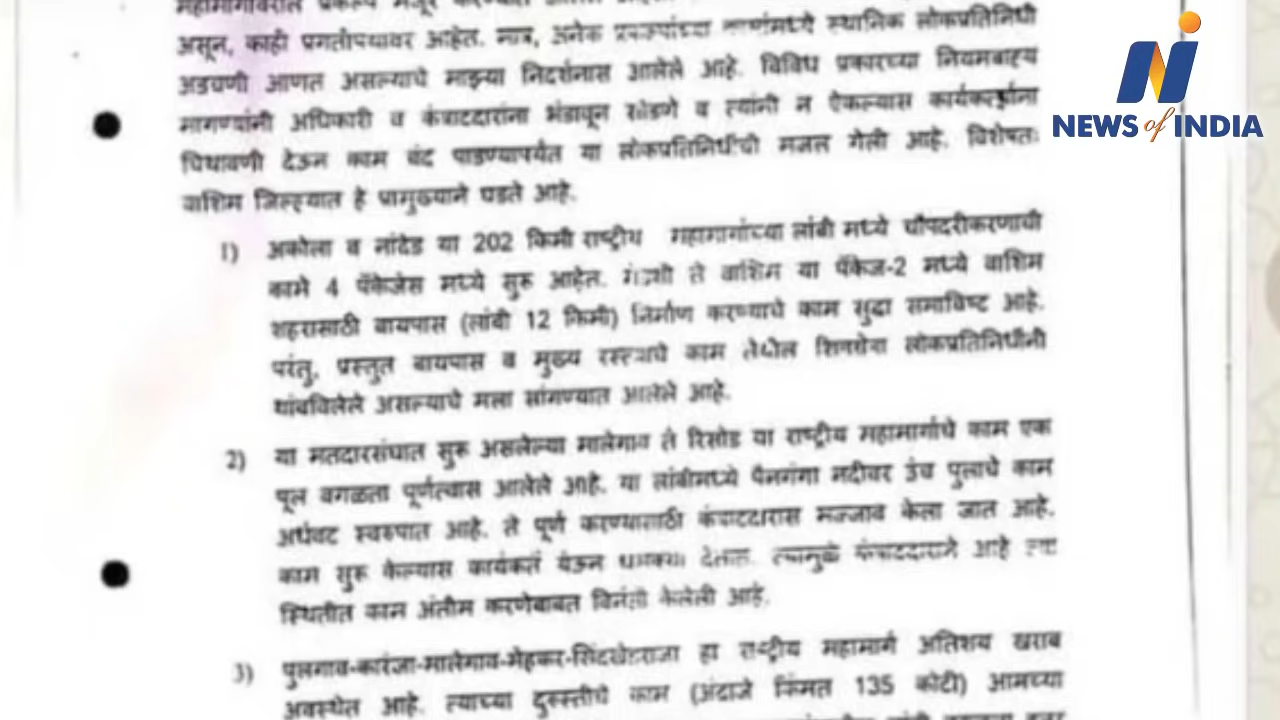 असून, काही प्रगतीपथावर आहेत. मात्र, अनेक स्थानिक लोकप्रतिनिधी
अडचणी आणत असल्याचे माझ्या निदर्शनास आलेले आहे. विविध प्रकारच्या नियमबाह्य
मागण्यांनी अधिकारी व कंत्राटदारांना भंडावून सोडणे व त्यांनी न ऐकल्यास कार्यकर्त्यांना
चिथावणी देऊन काम बंद पाडण्यापर्यंत या लोकप्रतिनिधींची मजल गेली आहे. विशेषतः
वाशिम जिल्ह्यात हे प्रामुख्याने घडते आहे.
1) अकोला व नांदेड या 202 किमी राष्ट्रीय महामार्गाच्या लांबी मध्ये चौपदरीकरणाची
कामे 4 पॅकेजेस मध्ये सुरु आहेत. ते वाशिम या पॅकेज-2 मध्ये वाशिम
शहरासाठी बायपास (लांबी 12 किमी) निर्माण करण्याचे काम सुद्धा समाविष्ट आहे.
परंतु, प्रस्तुत बायपास व मुख्य रस्त्याचे काम तेथील शिवसेना लोकप्रतिनिधींनी
थांबविलेले असल्याचे मला सांगण्यात आलेले आहे.
2) या मतदारसंघात सुरू असलेल्या मालेगाव ते रिसोड या राष्ट्रीय महामार्गाचे काम एक
पूल वगळता पूर्णत्वास आलेले आहे. या लांबीमध्ये पैनगंगा नदीवर उंच पुलाचे काम
अर्धवट स्वरुपात आहे. ते पूर्ण करण्यासाठी कंत्राटदारास मज्जाव केला जात आहे.
काम सुरू केल्यास कार्यकर्ते येऊन धमक्या देतात. त्यामुळे कंत्राटदाराने आहे त्या
स्थितीत काम अंतीम करणेबाबत विनंती केलेली आहे.
3) पुलगाव-कारंजा-मालेगाव-मेहकर-सिंदखेडराजा हा राष्ट्रीय महामार्ग अतिशय खराब
अवस्थेत आहे. त्याच्या दुरुस्तीचे काम (अंदाजे किंमत 135 कोटी) आमच्या
NEWS of INDIA